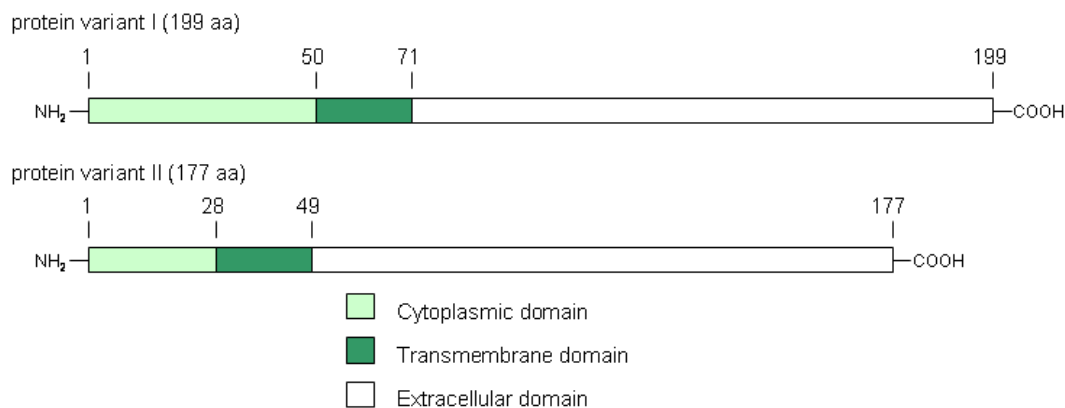 protein variant I (199 aa)
1 50 71 199
NH₂ COOH
protein variant II (177 aa)
1 28 49 177
NH₂ COOH
Cytoplasmic domain
Transmembrane domain
Extracellular domain